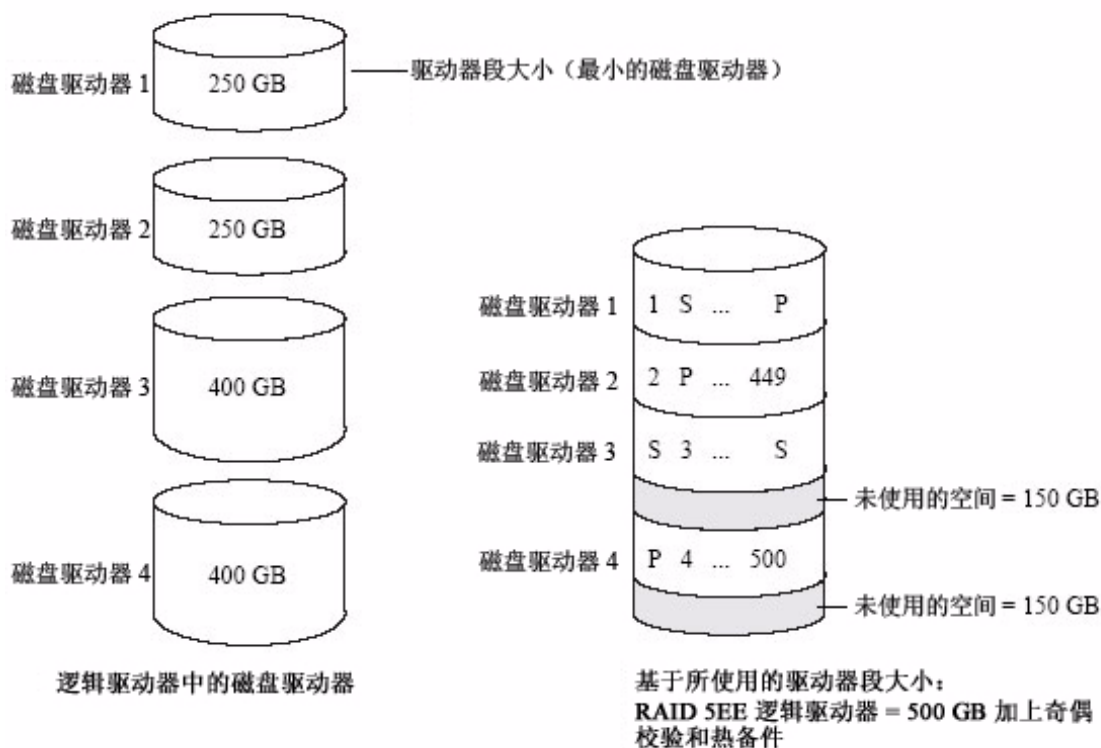 磁盘驱动器 1
250 GB
驱动器段大小（最小的磁盘驱动器）
磁盘驱动器 2
250 GB
磁盘驱动器 3
400 GB
磁盘驱动器 4
400 GB
逻辑驱动器中的磁盘驱动器
磁盘驱动器 1
1 S ... P
磁盘驱动器 2
2 P ... 449
磁盘驱动器 3
S 3 ... S
未使用的空间 = 150 GB
磁盘驱动器 4
P 4 ... 500
未使用的空间 = 150 GB
基于所使用的驱动器段大小：
RAID 5EE 逻辑驱动器 = 500 GB 加上奇偶
校验和热备件